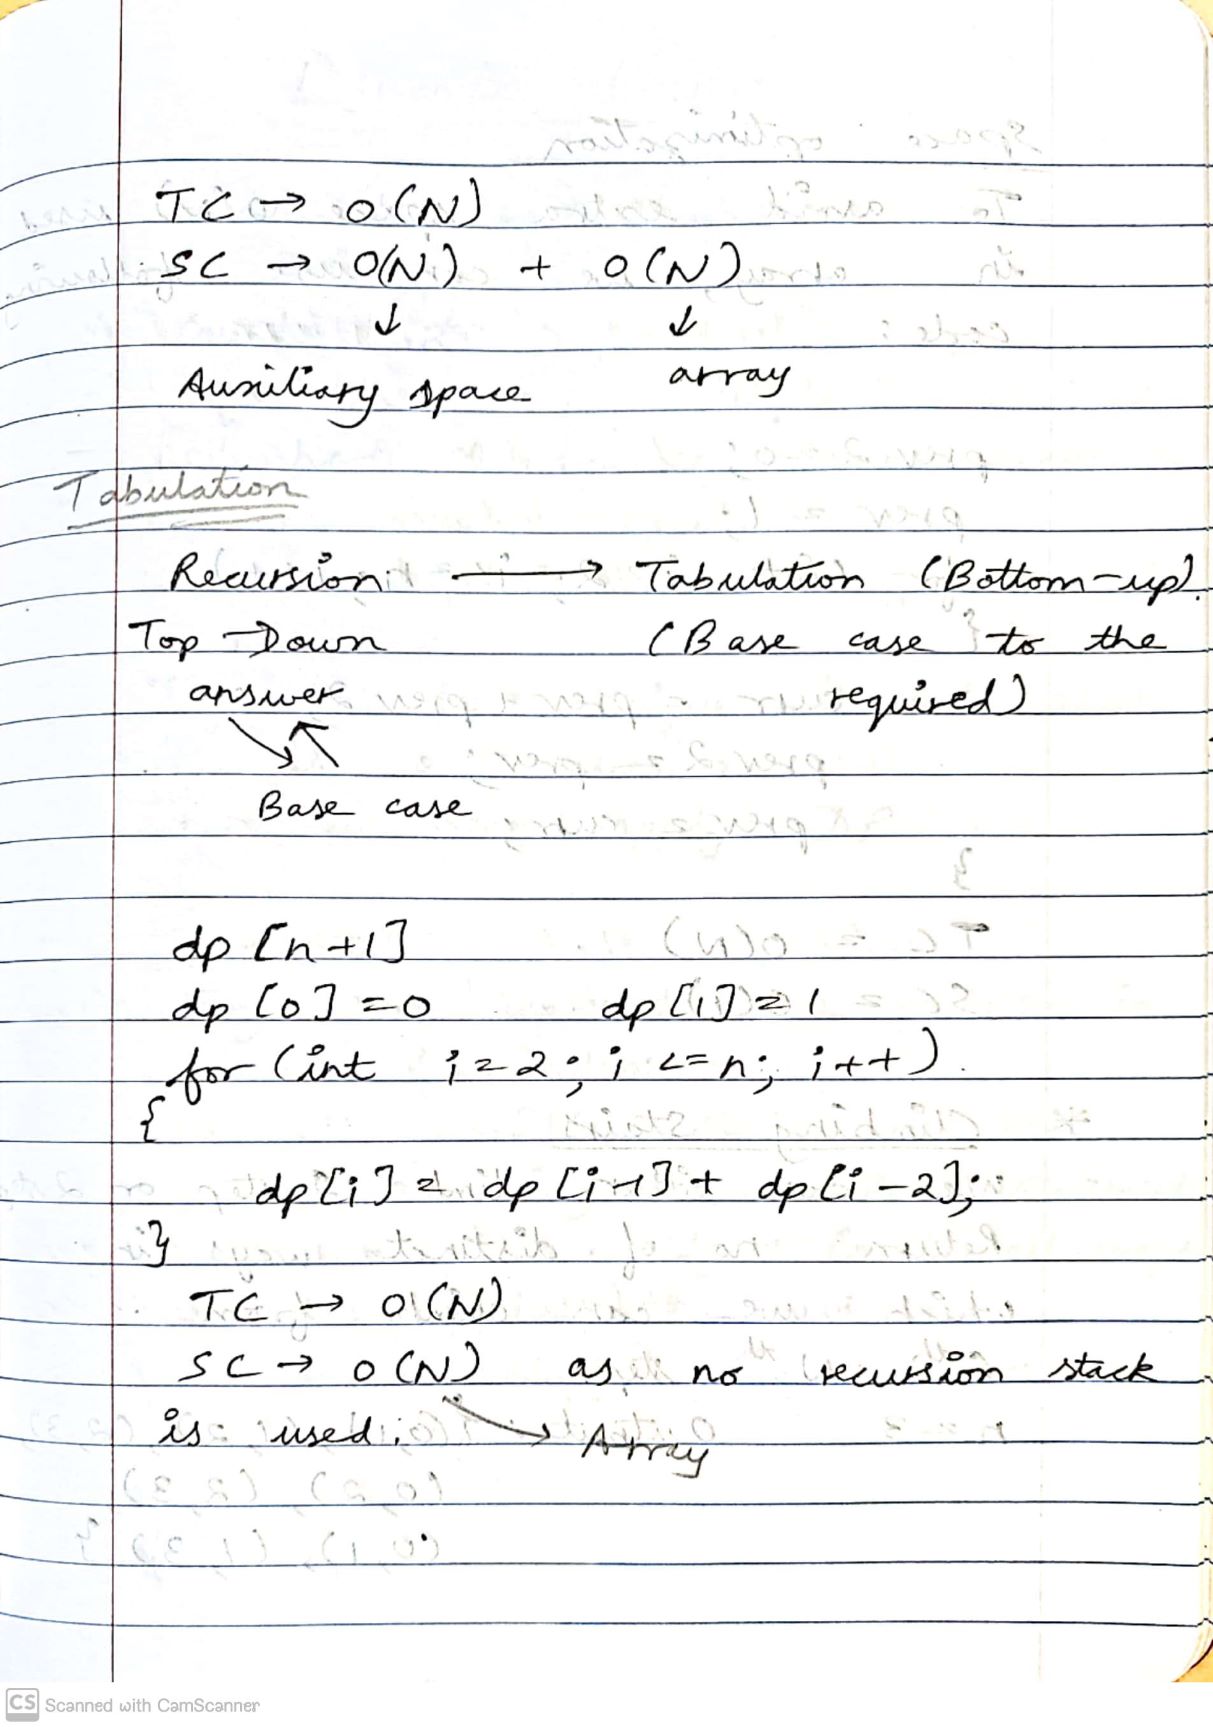 TC → O(N)
SC → O(N) + O(N)
↓ ↓
Auxiliary space array
Tabulation
Recursion → Tabulation (Bottom-up).
Top-Down (Base case to the
answer required)
Base case
dp[n+1]
dp[0]=0 dp[1]=1
for(int i=2; i<=n; i++)
{
dp[i] = dp[i-1] + dp[i-2];
}
TC → O(N)
SC → O(N) as no recursion stack
is used. → Array
CS Scanned with CamScanner